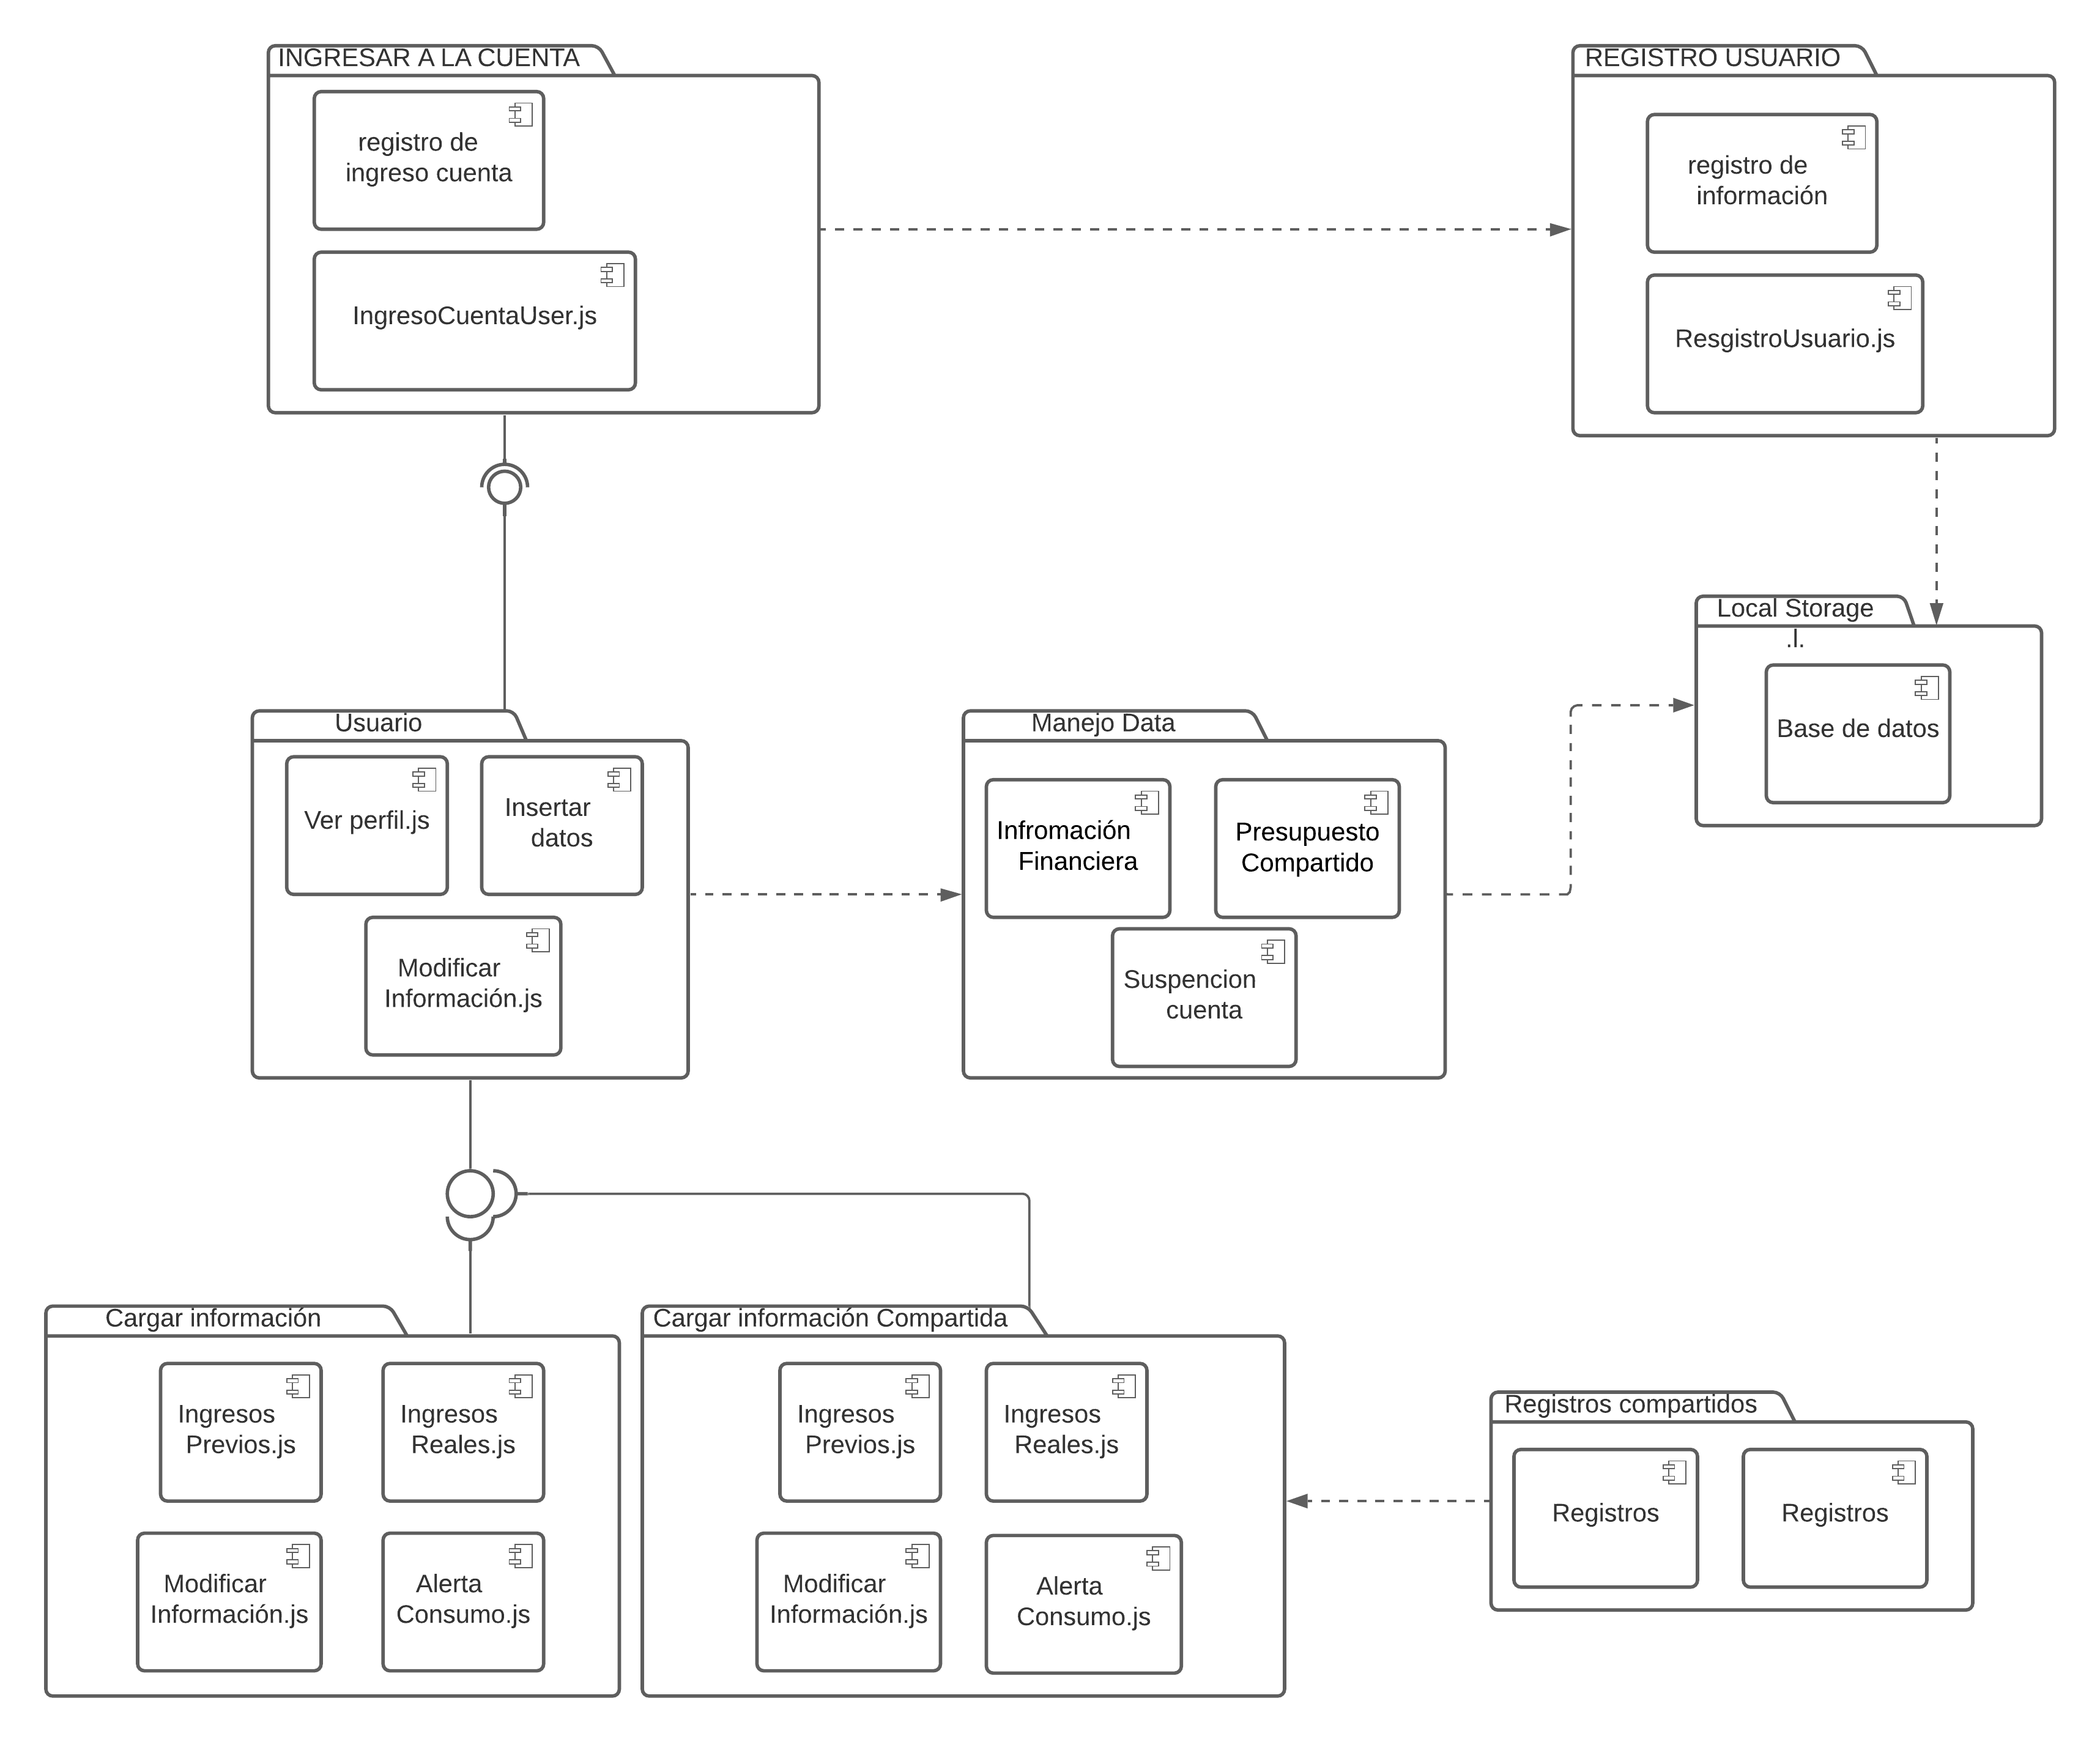 INGRESAR A LA CUENTA
registro de
ingreso cuenta
IngresoCuentaUser.js
REGISTRO USUARIO
registro de
información
ResgistroUsuario.js
Local Storage
.l.
Base de datos
Usuario
Ver perfil.js
Insertar
datos
Modificar
Información.js
Manejo Data
Infromación
Financiera
Presupuesto
Compartido
Suspencion
cuenta
Cargar información
Ingresos
Previos.js
Ingresos
Reales.js
Modificar
Información.js
Alerta
Consumo.js
Cargar información Compartida
Ingresos
Previos.js
Ingresos
Reales.js
Modificar
Información.js
Alerta
Consumo.js
Registros compartidos
Registros
Registros